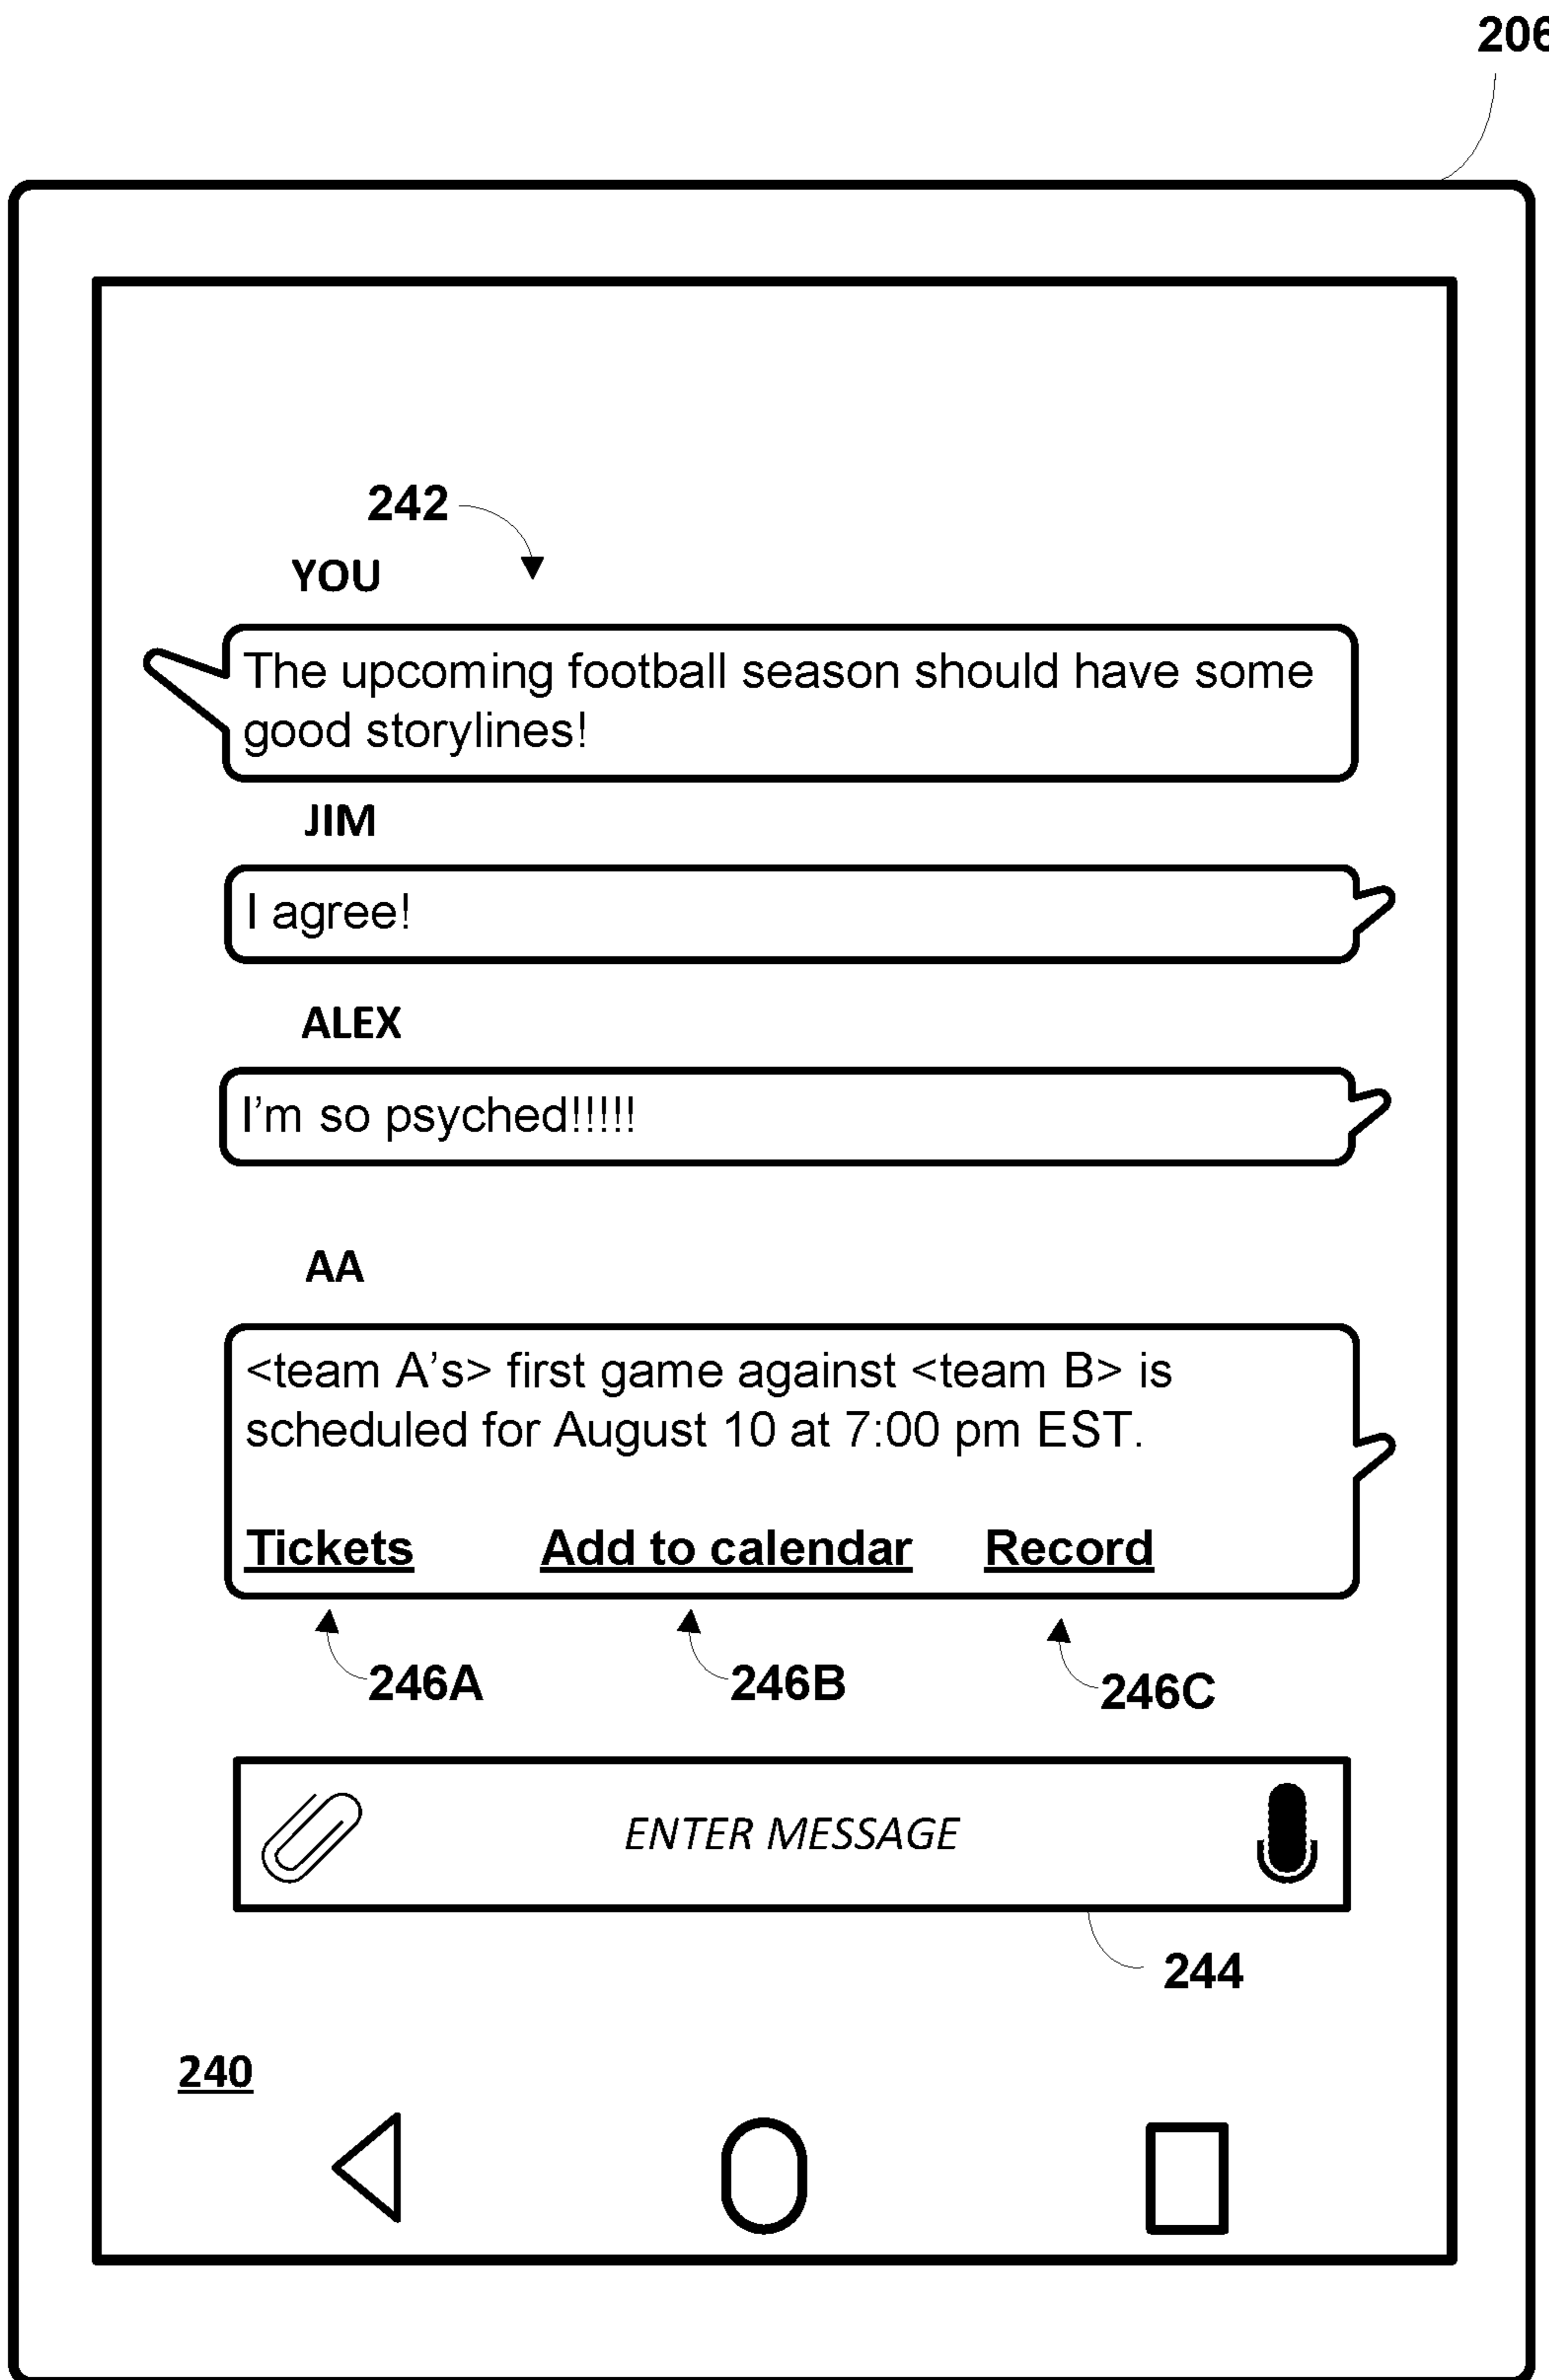 206
242
YOU
The upcoming football season should have some
good storylines!
JIM
I agree!
ALEX
I'm so psyched!!!!!
AA
<team A's> first game against <team B> is
scheduled for August 10 at 7:00 pm EST.
Tickets Add to calendar Record
246A 246B 246C
ENTER MESSAGE
244
240